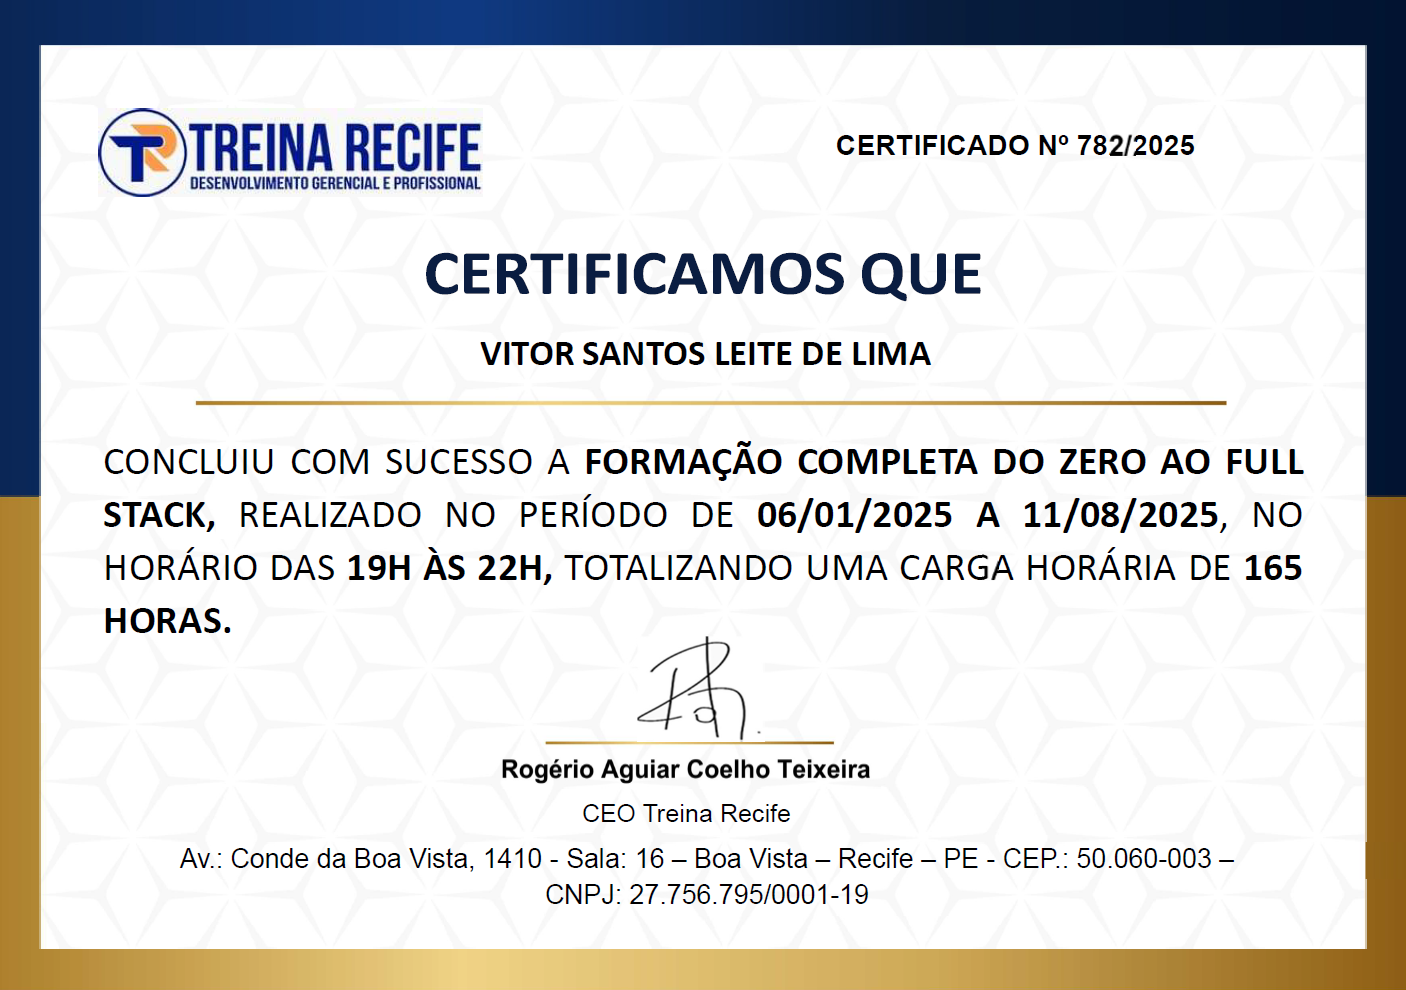 TREINA RECIFE
DESENVOLVIMENTO GERENCIAL E PROFISSIONAL
CERTIFICADO Nº 782/2025
CERTIFICAMOS QUE
VITOR SANTOS LEITE DE LIMA
CONCLUIU COM SUCESSO A FORMAÇÃO COMPLETA DO ZERO AO FULL
STACK, REALIZADO NO PERÍODO DE 06/01/2025 A 11/08/2025, NO
HORÁRIO DAS 19H ÀS 22H, TOTALIZANDO UMA CARGA HORÁRIA DE 165
HORAS.
Rogério Aguiar Coelho Teixeira
CEO Treina Recife
Av.: Conde da Boa Vista, 1410 - Sala: 16 – Boa Vista – Recife – PE - CEP.: 50.060-003 –
CNPJ: 27.756.795/0001-19